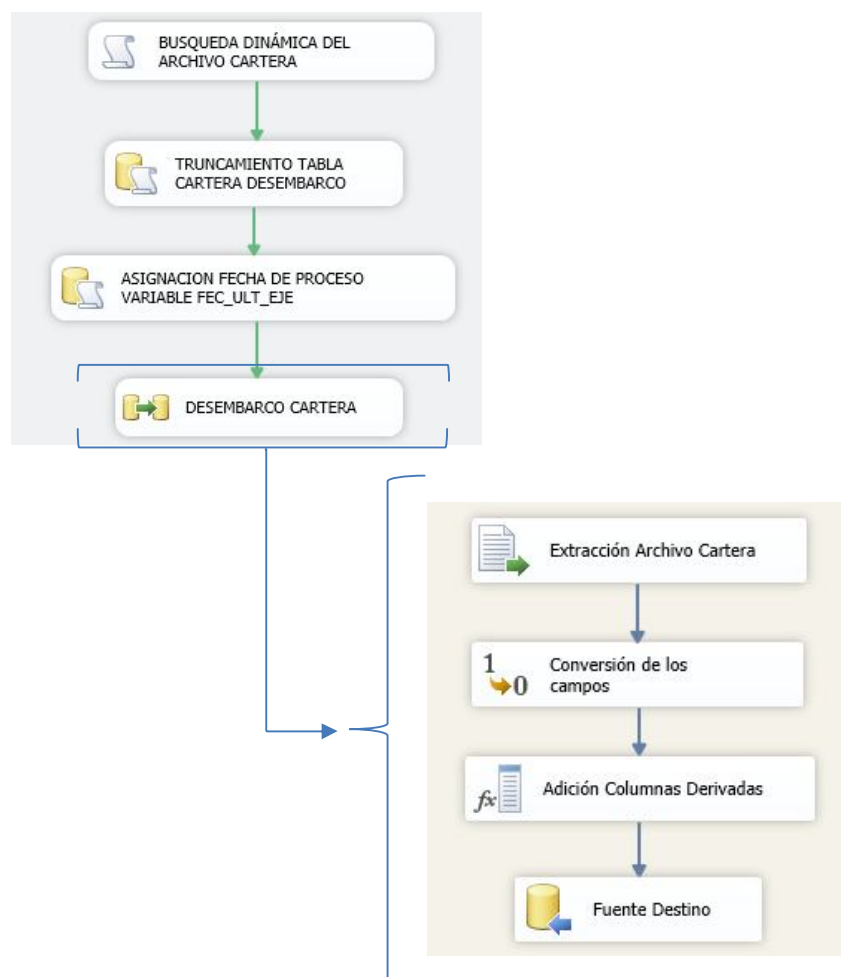 BUSQUEDA DINÁMICA DEL
ARCHIVO CARTERA
TRUNCAMIENTO TABLA
CARTERA DESEMBARCO
ASIGNACION FECHA DE PROCESO
VARIABLE FEC_ULT_EJE
DESEMBARCO CARTERA
Extracción Archivo Cartera
1
0
Conversión de los
campos
fx
Adición Columnas Derivadas
Fuente Destino